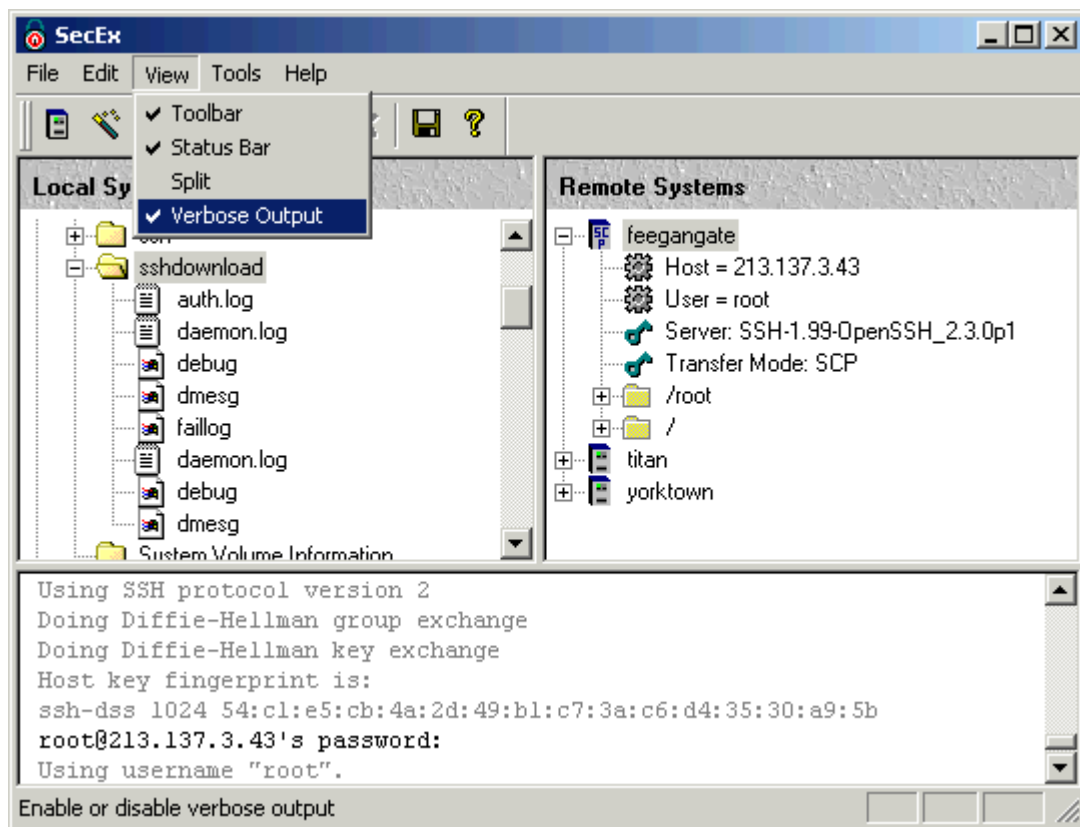 SecEx
File Edit View Tools Help
Toolbar
Status Bar
Split
Verbose Output
Local Sy
sshdownload
auth.log
daemon.log
debug
dmesg
faillog
daemon.log
debug
dmesg
System Volume Information
Remote Systems
feegangate
Host = 213.137.3.43
User = root
Server: SSH-1.99-OpenSSH_2.3.0p1
Transfer Mode: SCP
/root
/
titan
yorktown
Using SSH protocol version 2
Doing Diffie-Hellman group exchange
Doing Diffie-Hellman key exchange
Host key fingerprint is:
ssh-dss 1024 54:c1:e5:cb:4a:2d:49:b1:c7:3a:c6:d4:35:30:a9:5b
root@213.137.3.43's password:
Using username "root".
Enable or disable verbose output